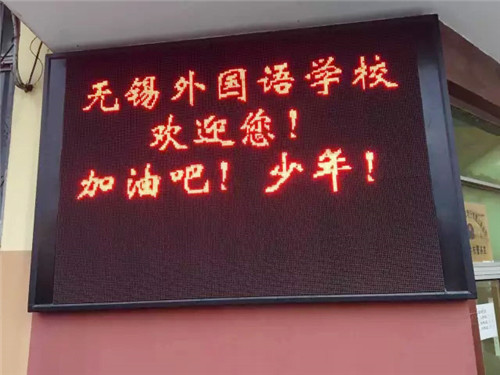 无锡外国语学校
欢迎您！
加油吧！少年！